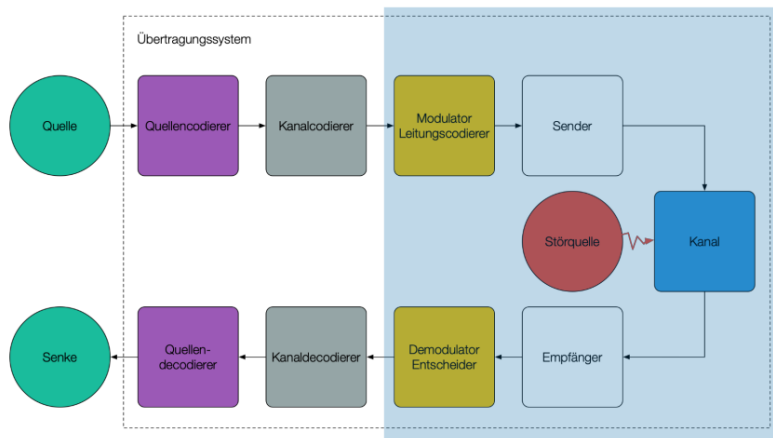 Übertragungssystem
Quelle
Quellencodierer
Kanalcodierer
Modulator
Leitungscodierer
Sender
Störquelle
Kanal
Senke
Quellen-
decodierer
Kanaldecodierer
Demodulator
Entscheider
Empfänger